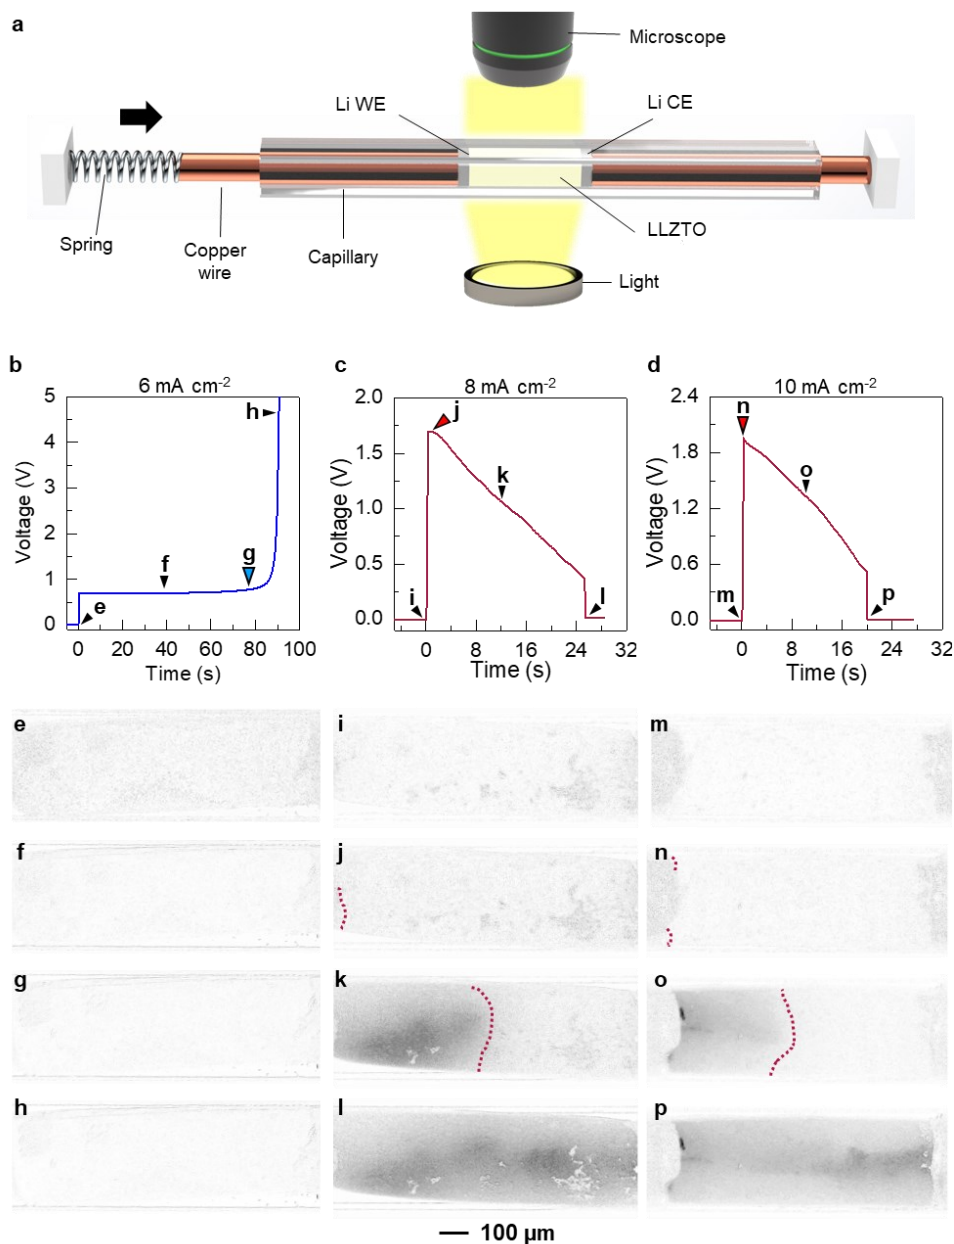 a
Microscope
Li WE
Li CE
Spring
Copper
wire
Capillary
LLZTO
Light
b
6 mA cm-2
5
4
3
2
1
0
Voltage (V)
h
g
f
e
0 20 40 60 80 100
Time (s)
c
8 mA cm-2
2.0
1.5
1.0
0.5
0.0
Voltage (V)
j
k
i
l
0 8 16 24 32
Time (s)
d
10 mA cm-2
2.4
1.8
1.2
0.6
0.0
Voltage (V)
n
o
m
p
0 8 16 24 32
Time (s)
e
i
m
f
j
n
g
k
o
h
l
p
100 µm